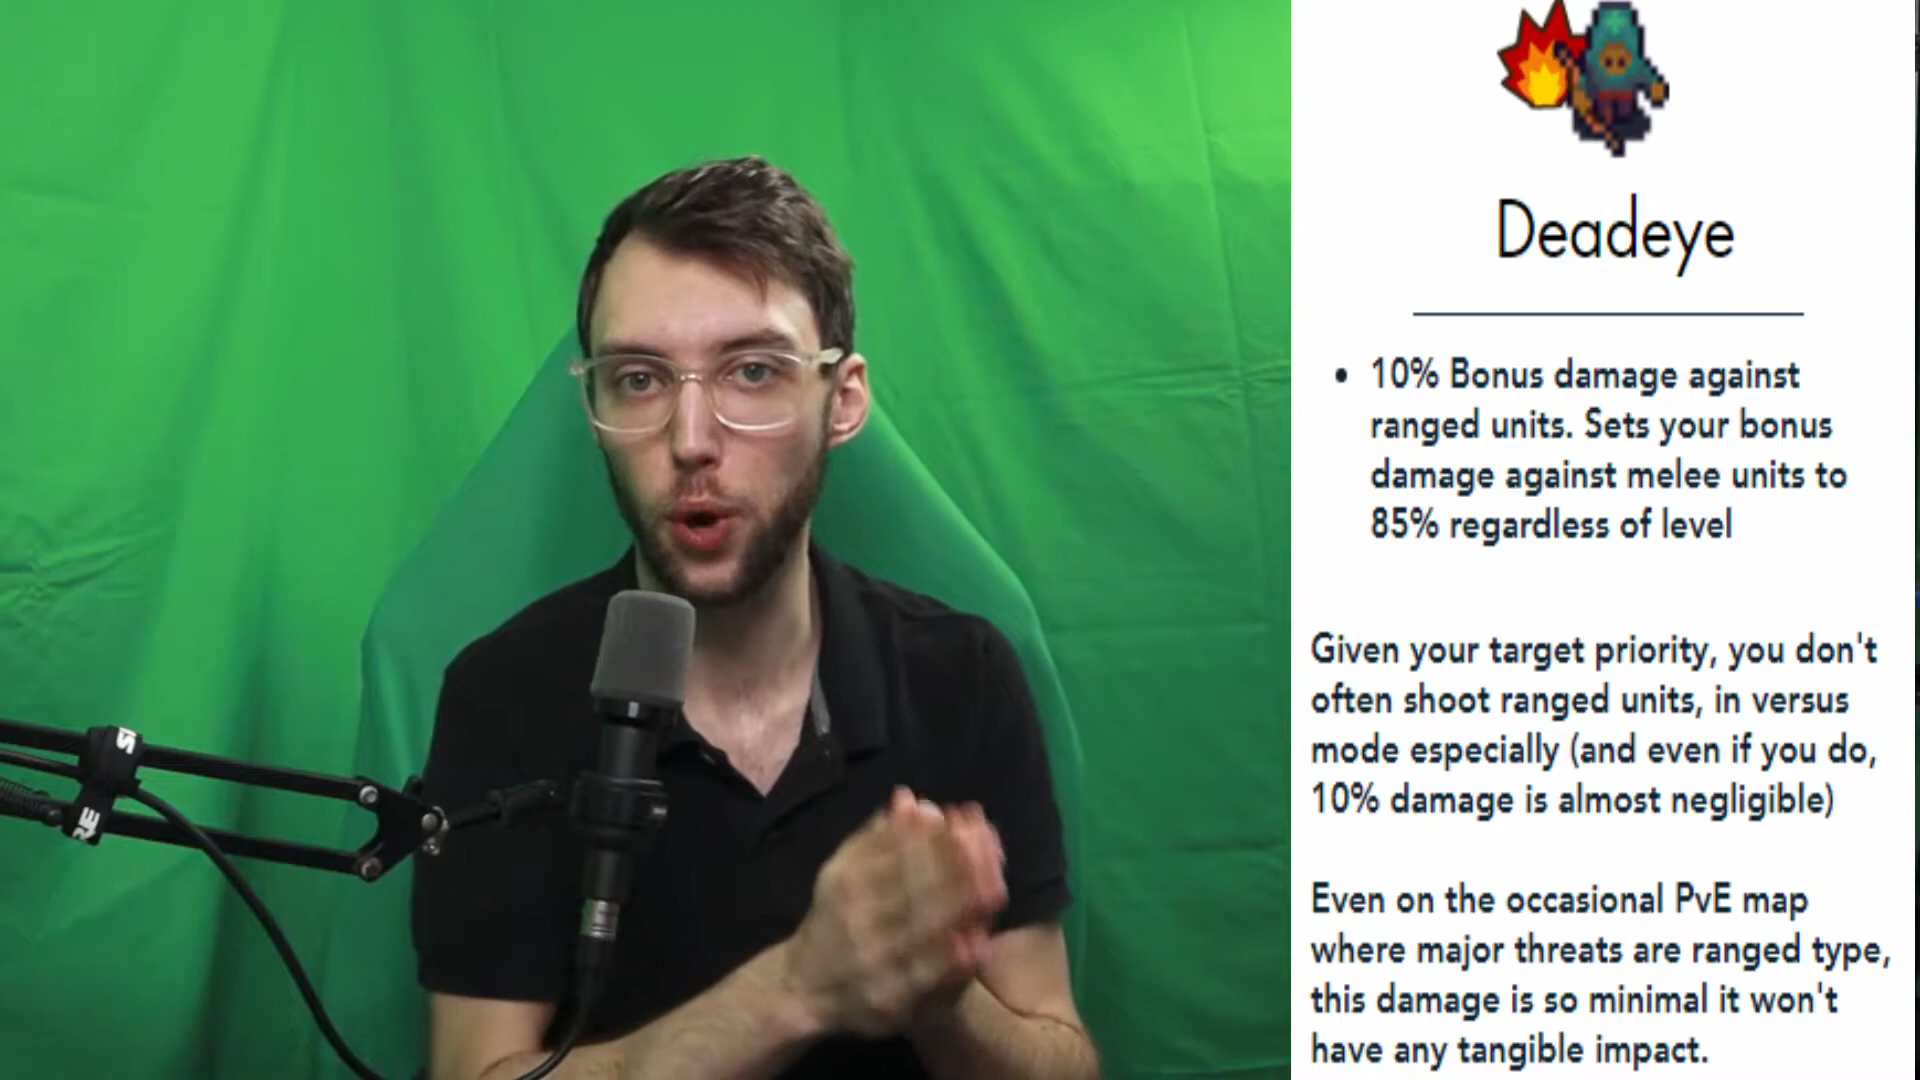 Deadeye
• 10% Bonus damage against
ranged units. Sets your bonus
damage against melee units to
85% regardless of level
Given your target priority, you don't
often shoot ranged units, in versus
mode especially (and even if you do,
10% damage is almost negligible)
Even on the occasional PvE map
where major threats are ranged type,
this damage is so minimal it won't
have any tangible impact.